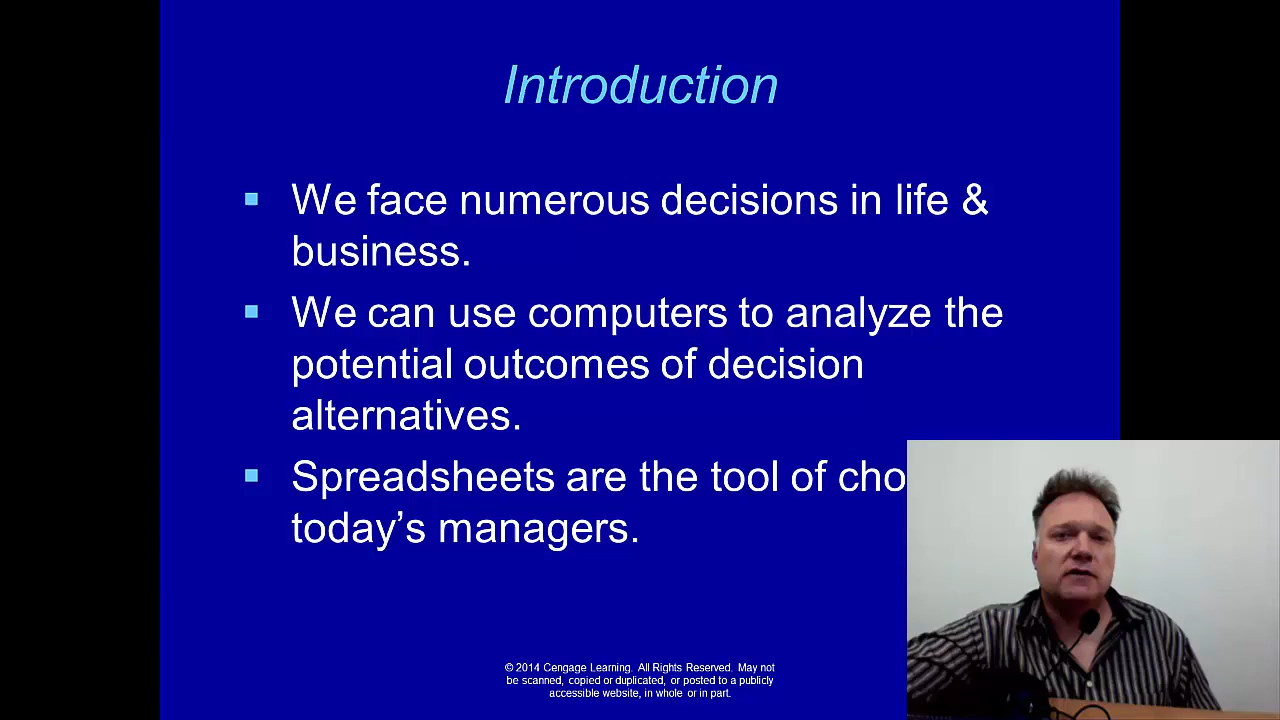 Introduction
We face numerous decisions in life &
business.
We can use computers to analyze the
potential outcomes of decision
alternatives.
Spreadsheets are the tool of
today’s managers.
© 2014 Cengage Learning. All Rights Reserved. May not
be scanned, copied or duplicated, or posted to a publicly
accessible website, in whole or in part.